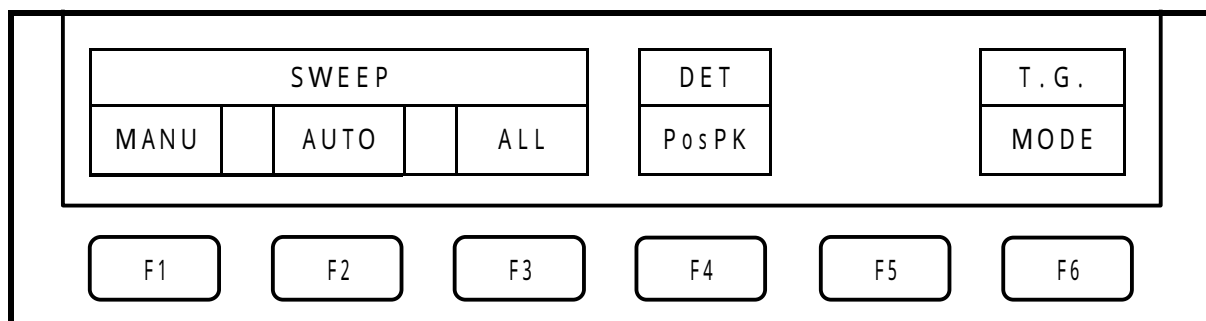 SWEEP DET T.G.
MANU AUTO ALL PosPK MODE
F1 F2 F3 F4 F5 F6